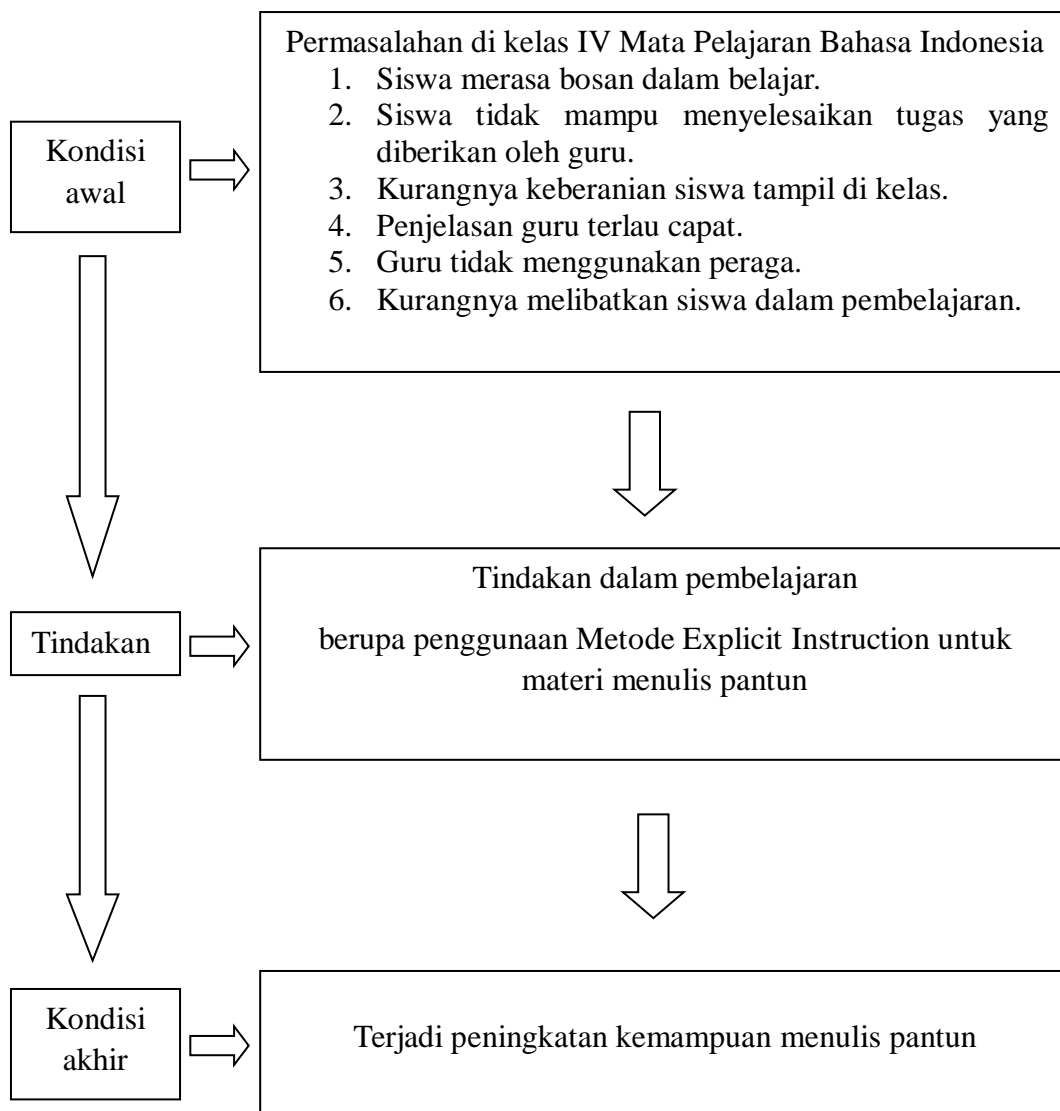 Permasalahan di kelas IV Mata Pelajaran Bahasa Indonesia
1. Siswa merasa bosan dalam belajar.
2. Siswa tidak mampu menyelesaikan tugas yang
diberikan oleh guru.
3. Kurangnya keberanian siswa tampil di kelas.
4. Penjelasan guru terlau capat.
5. Guru tidak menggunakan peraga.
6. Kurangnya melibatkan siswa dalam pembelajaran.
Kondisi
awal
Tindakan
Tindakan dalam pembelajaran
berupa penggunaan Metode Explicit Instruction untuk
materi menulis pantun
Kondisi
akhir
Terjadi peningkatan kemampuan menulis pantun